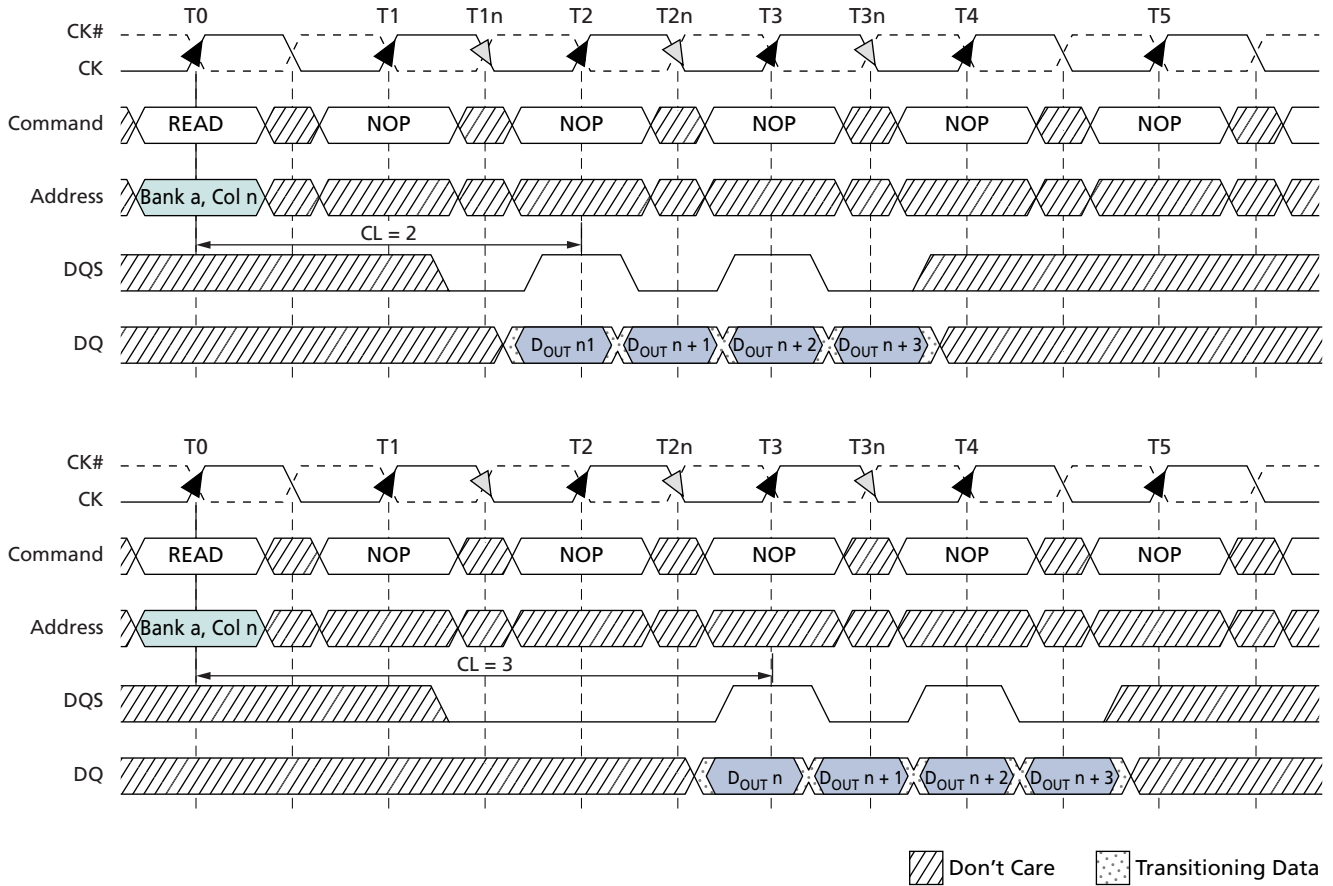 T0 T1 T1n T2 T2n T3 T3n T4 T5
CK#
CK
Command READ NOP NOP NOP NOP NOP
Address Bank a, Col n
CL = 2
DQS
DQ DOUT n1 DOUT n + 1 DOUT n + 2 DOUT n + 3
T0 T1 T1n T2 T2n T3 T3n T4 T5
CK#
CK
Command READ NOP NOP NOP NOP NOP
Address Bank a, Col n
CL = 3
DQS
DQ DOUT n DOUT n + 1 DOUT n + 2 DOUT n + 3
Don't Care Transitioning Data